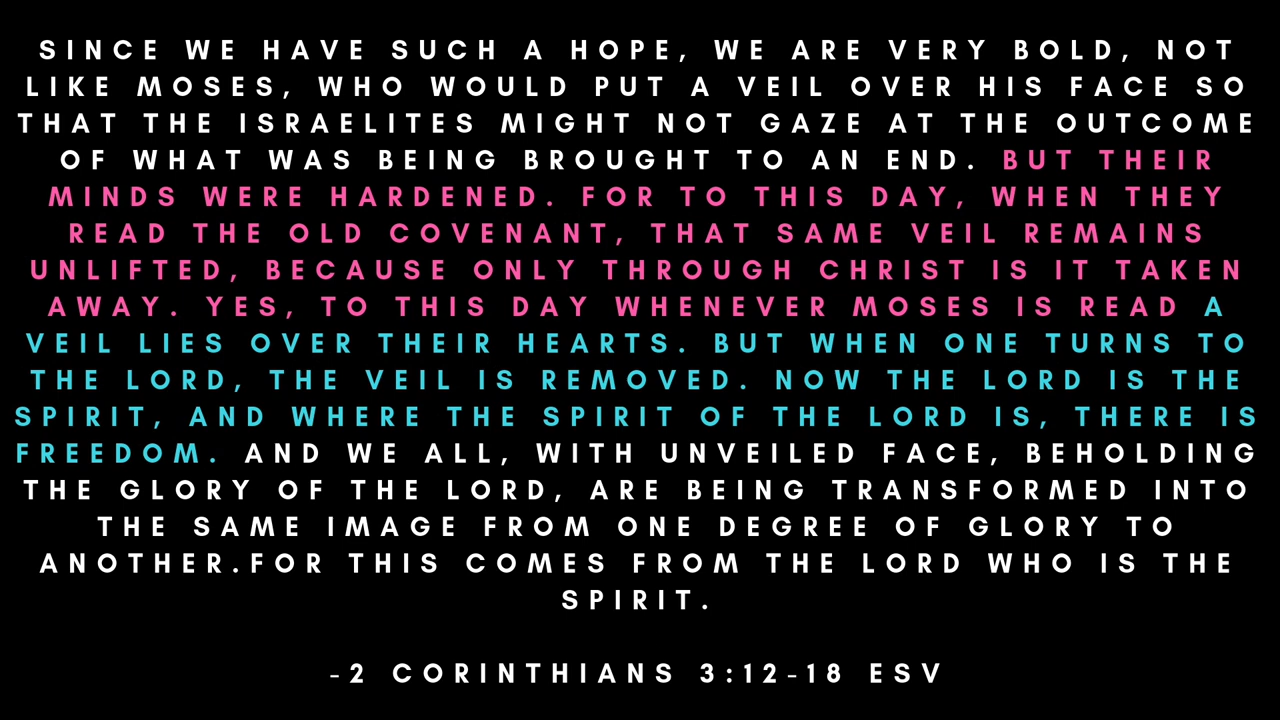 SINCE WE HAVE SUCH A HOPE, WE ARE VERY BOLD, NOT
LIKE MOSES, WHO WOULD PUT A VEIL OVER HIS FACE SO
THAT THE ISRAELITES MIGHT NOT GAZE AT THE OUTCOME
OF WHAT WAS BEING BROUGHT TO AN END. BUT THEIR
MINDS WERE HARDENED. FOR TO THIS DAY, WHEN THEY
READ THE OLD COVENANT, THAT SAME VEIL REMAINS
UNLIFTED, BECAUSE ONLY THROUGH CHRIST IS IT TAKEN
AWAY. YES, TO THIS DAY WHENEVER MOSES IS READ A
VEIL LIES OVER THEIR HEARTS. BUT WHEN ONE TURNS TO
THE LORD, THE VEIL IS REMOVED. NOW THE LORD IS THE
SPIRIT, AND WHERE THE SPIRIT OF THE LORD IS, THERE IS
FREEDOM. AND WE ALL, WITH UNVEILED FACE, BEHOLDING
THE GLORY OF THE LORD, ARE BEING TRANSFORMED INTO
THE SAME IMAGE FROM ONE DEGREE OF GLORY TO
ANOTHER.FOR THIS COMES FROM THE LORD WHO IS THE
SPIRIT.
-2 CORINTHIANS 3:12-18 ESV